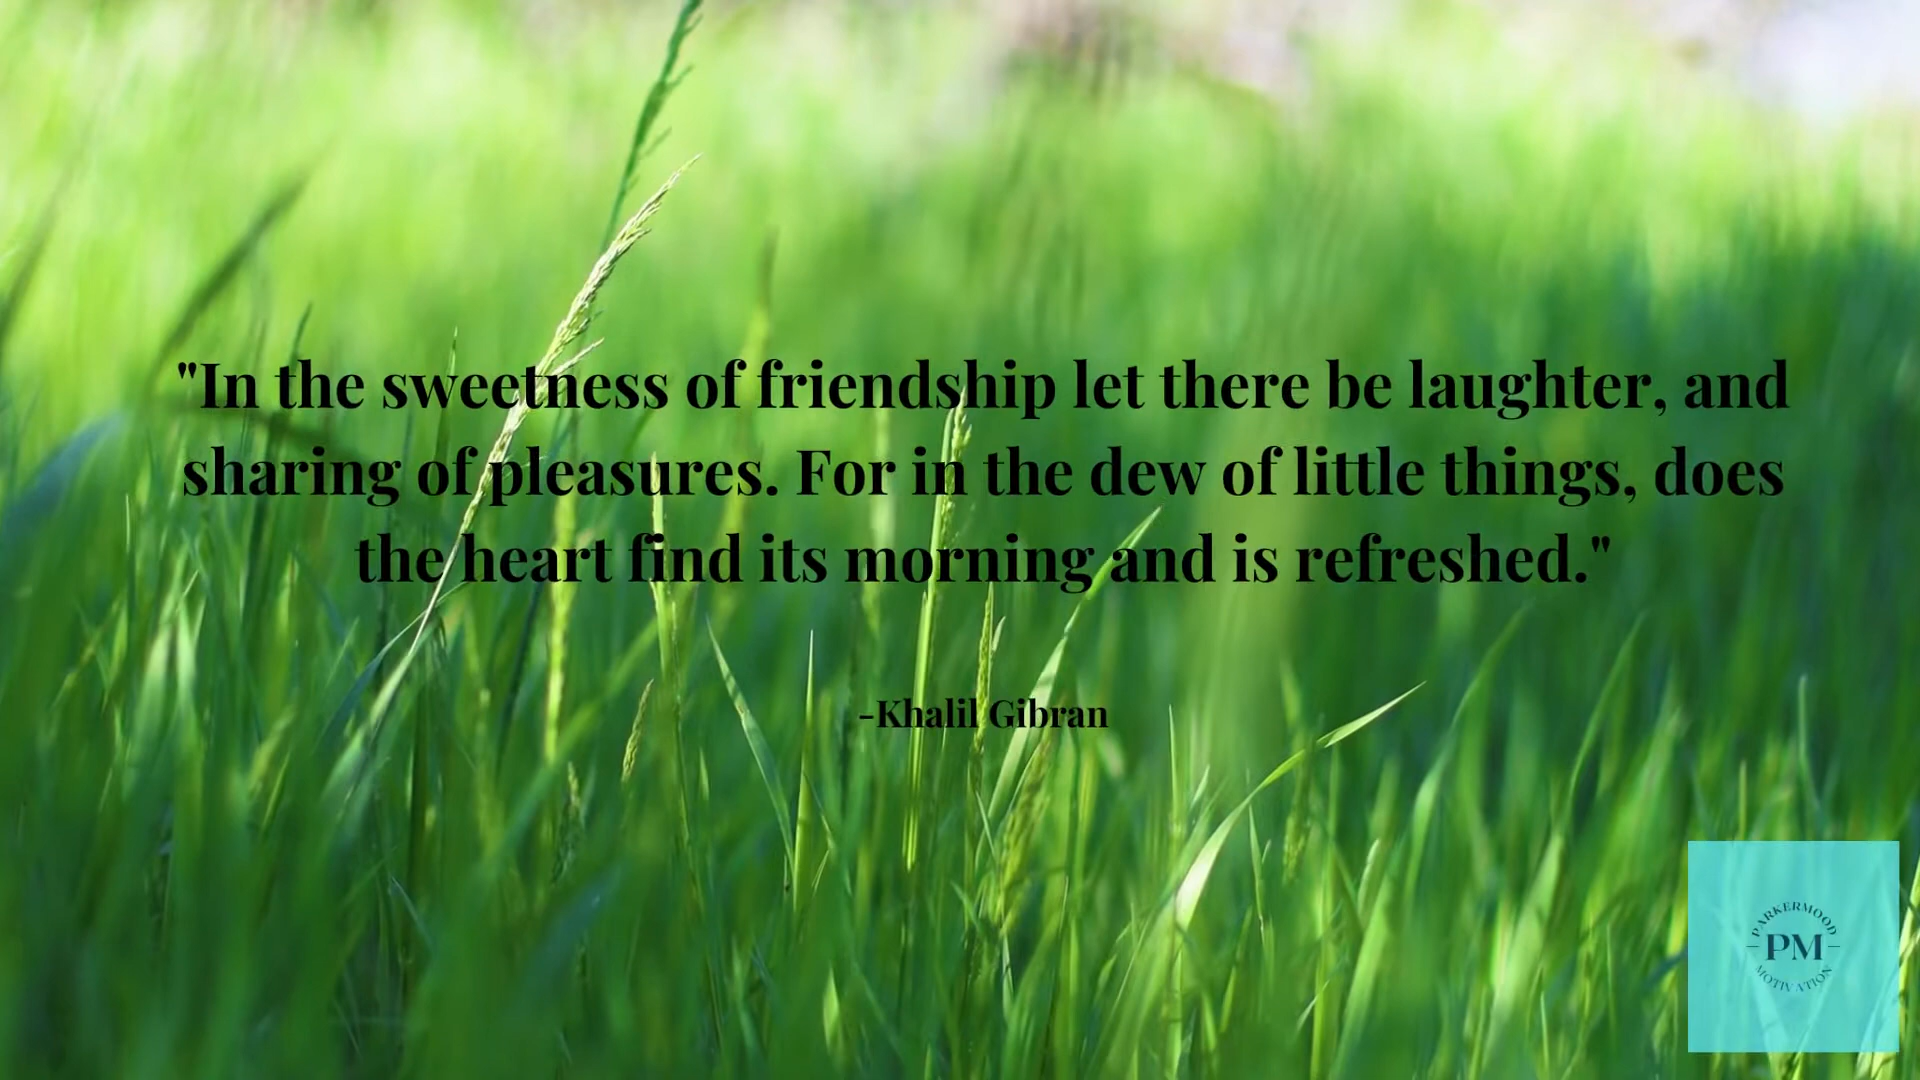 "In the sweetness of friendship let there be laughter, and
sharing of pleasures. For in the dew of little things, does
the heart find its morning and is refreshed."
-Khalil Gibran
PARKERMOOD
PM
MOTIVATION